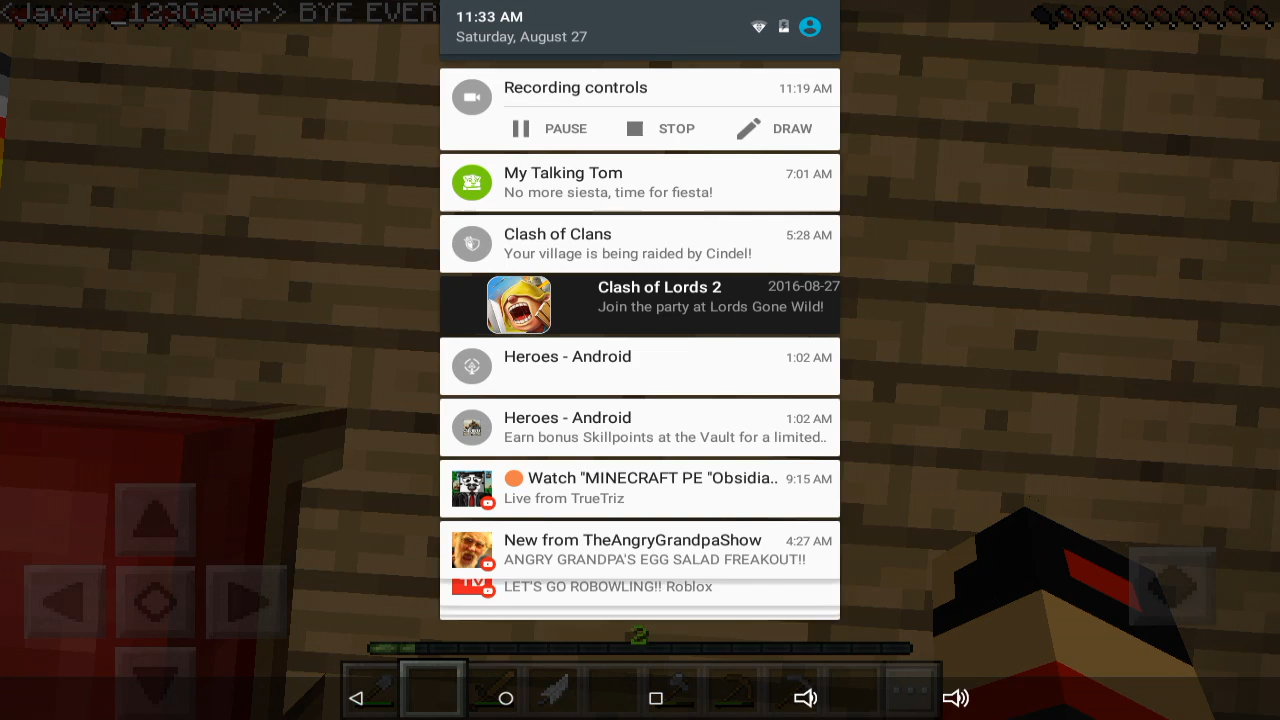 <Javier_123Gamer> BYE EVER
11:33 AM
Saturday, August 27
Recording controls 11:19 AM
PAUSE STOP DRAW
My Talking Tom 7:01 AM
No more siesta, time for fiesta!
Clash of Clans 5:28 AM
Your village is being raided by Cindel!
Clash of Lords 2 2016-08-27
Join the party at Lords Gone Wild!
Heroes - Android 1:02 AM
Heroes - Android 1:02 AM
Earn bonus Skillpoints at the Vault for a limited..
Watch "MINECRAFT PE "Obsidia.. 9:15 AM
Live from TrueTriz
New from TheAngryGrandpaShow 4:27 AM
ANGRY GRANDPA'S EGG SALAD FREAKOUT!!
LET'S GO ROBOWLING!! Roblox
2